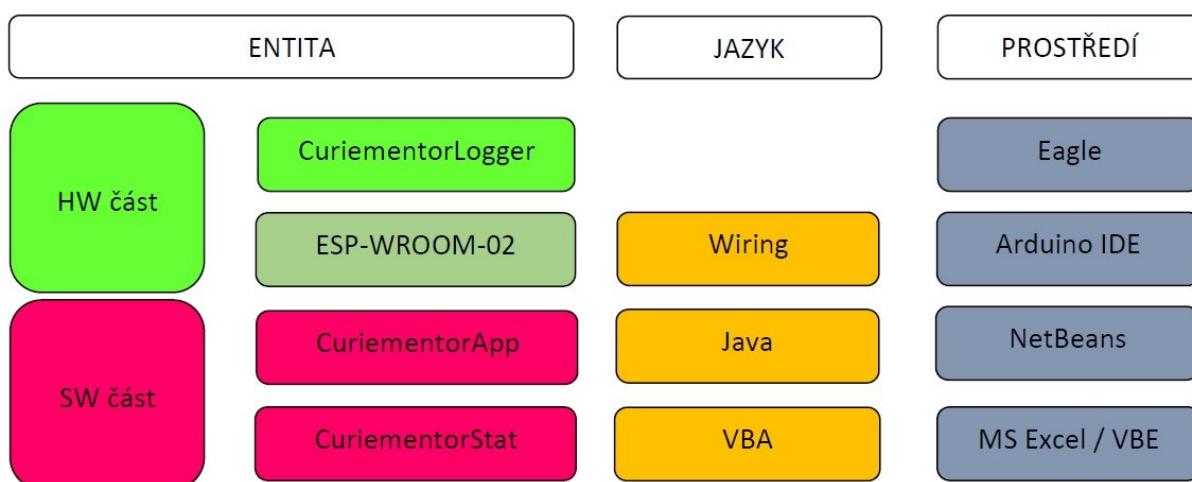 ENTITA JAZYK PROSTŘEDÍ
HW část
CuriementorLogger Eagle
ESP-WROOM-02 Wiring Arduino IDE
SW část
CuriementorApp Java NetBeans
CuriementorStat VBA MS Excel / VBE